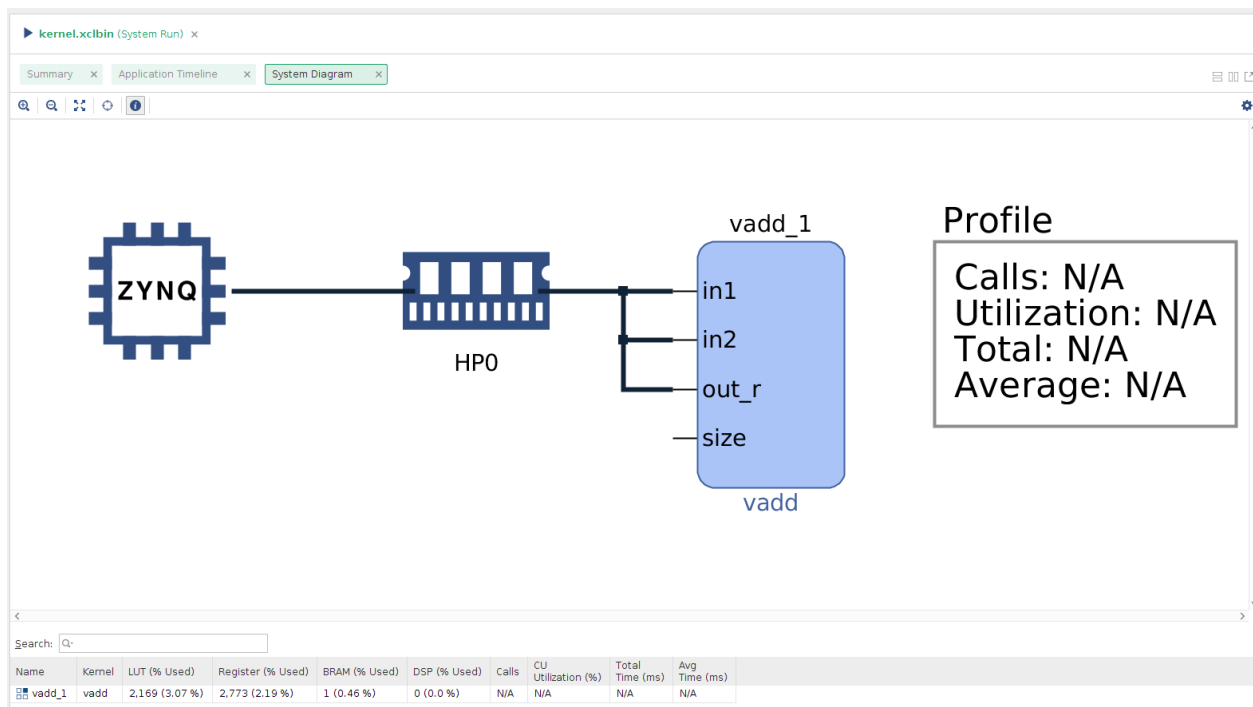 kernel.xclbin (System Run) ×
Summary × Application Timeline × System Diagram ×
vadd_1
Profile
ZYNQ
in1
in2
out_r
size
HP0
vadd
Calls: N/A
Utilization: N/A
Total: N/A
Average: N/A
Search:
Name Kernel LUT (% Used) Register (% Used) BRAM (% Used) DSP (% Used) Calls CU Utilization (%) Total Time (ms) Avg Time (ms)
vadd_1 vadd 2,169 (3.07 %) 2,773 (2.19 %) 1 (0.46 %) 0 (0.0 %) N/A N/A N/A N/A